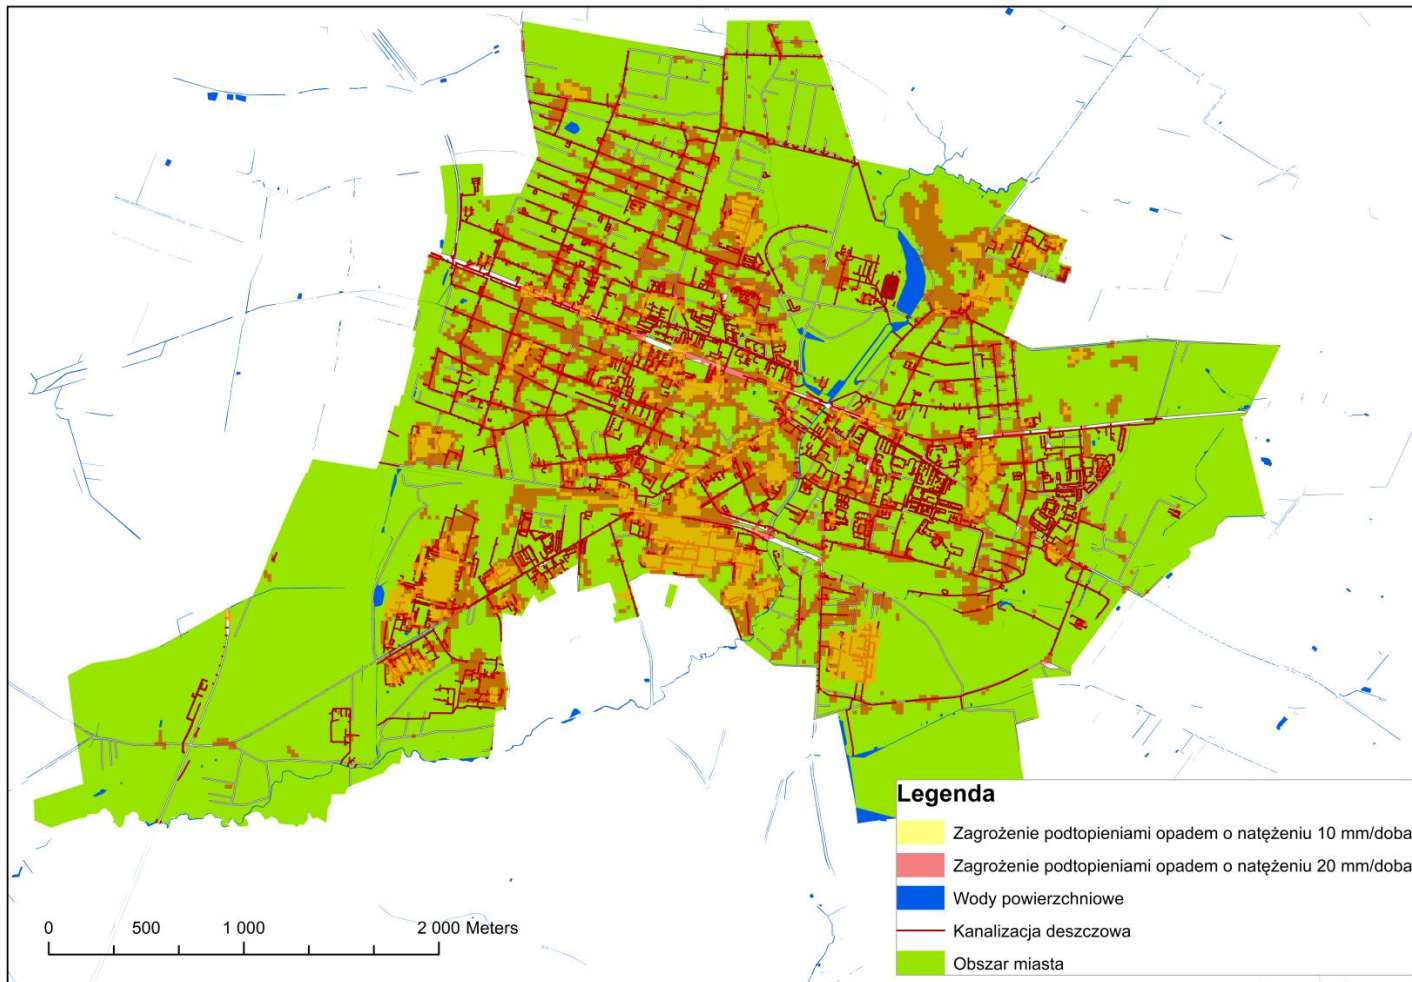 Legenda
Zagrożenie podtopieniami opadem o natężeniu 10 mm/doba
Zagrożenie podtopieniami opadem o natężeniu 20 mm/doba
Wody powierzchniowe
Kanalizacja deszczowa
Obszar miasta
0 500 1 000 2 000 Meters